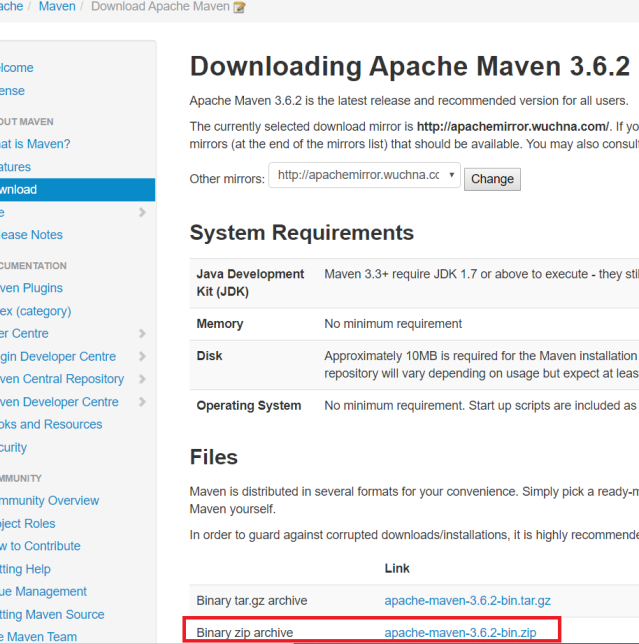 ache / Maven / Download Apache Maven
lcome
ense
OUT MAVEN
at is Maven?
atures
wnload
e
ease Notes
CUMENTATION
ven Plugins
ex (category)
er Centre
gin Developer Centre
ven Central Repository
ven Developer Centre
oks and Resources
curity
MMUNITY
mmunity Overview
ject Roles
w to Contribute
tting Help
ue Management
tting Maven Source
e Maven Team
Downloading Apache Maven 3.6.2
Apache Maven 3.6.2 is the latest release and recommended version for all users.
The currently selected download mirror is http://apachemirror.wuchna.com/. If yo
mirrors (at the end of the mirrors list) that should be available. You may also consult
Other mirrors: http://apachemirror.wuchna.cc Change
System Requirements
Java Development Maven 3.3+ require JDK 1.7 or above to execute - they stil
Kit (JDK)
Memory No minimum requirement
Disk Approximately 10MB is required for the Maven installation
repository will vary depending on usage but expect at leas
Operating System No minimum requirement. Start up scripts are included as
Files
Maven is distributed in several formats for your convenience. Simply pick a ready-m
Maven yourself.
In order to guard against corrupted downloads/installations, it is highly recommende
Link
Binary tar.gz archive apache-maven-3.6.2-bin.tar.gz
Binary zip archive apache-maven-3.6.2-bin.zip